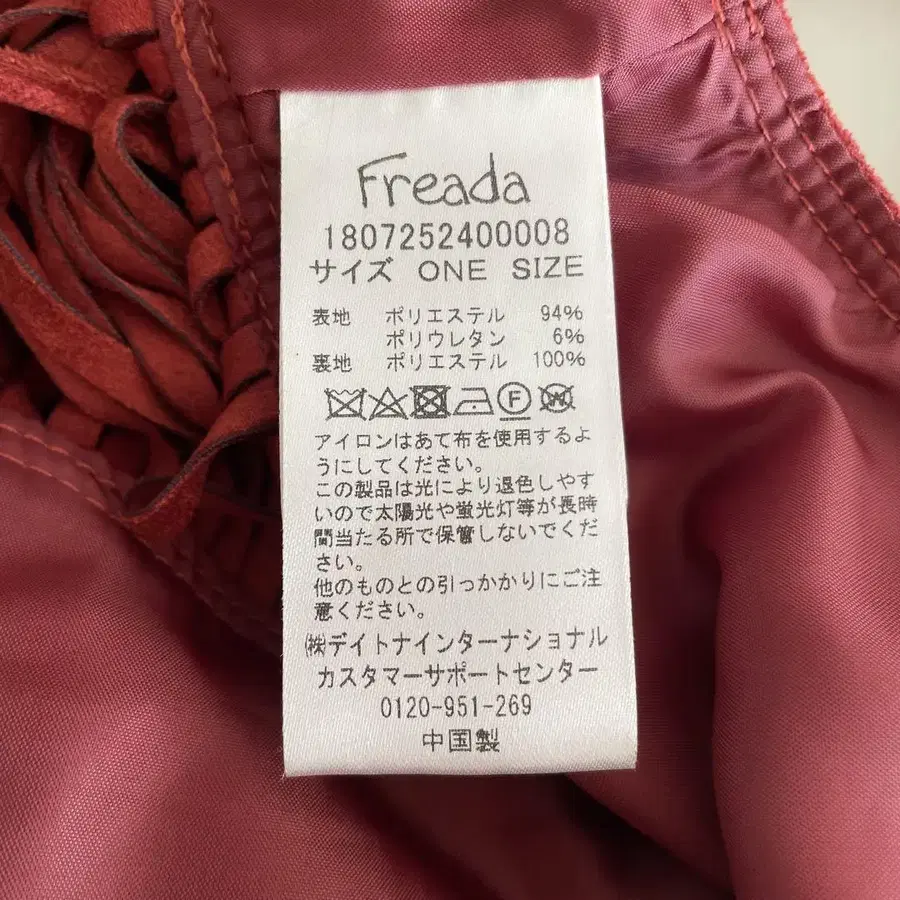 Freada
1807252400008
サイズ ONE SIZE
表地 ポリエステル 94%
ポリウレタン 6%
裏地 ポリエステル 100%
F W
アイロンはあて布を使用するよ
うにしてください。
この製品は光により退色しやす
いので太陽光や蛍光灯等が長時
間当たる所で保管しないでくだ
さい。
他のものとの引っかかりにご注
意ください。
㈱デイトナインターナショナル
カスタマーサポートセンター
0120-951-269
中国製